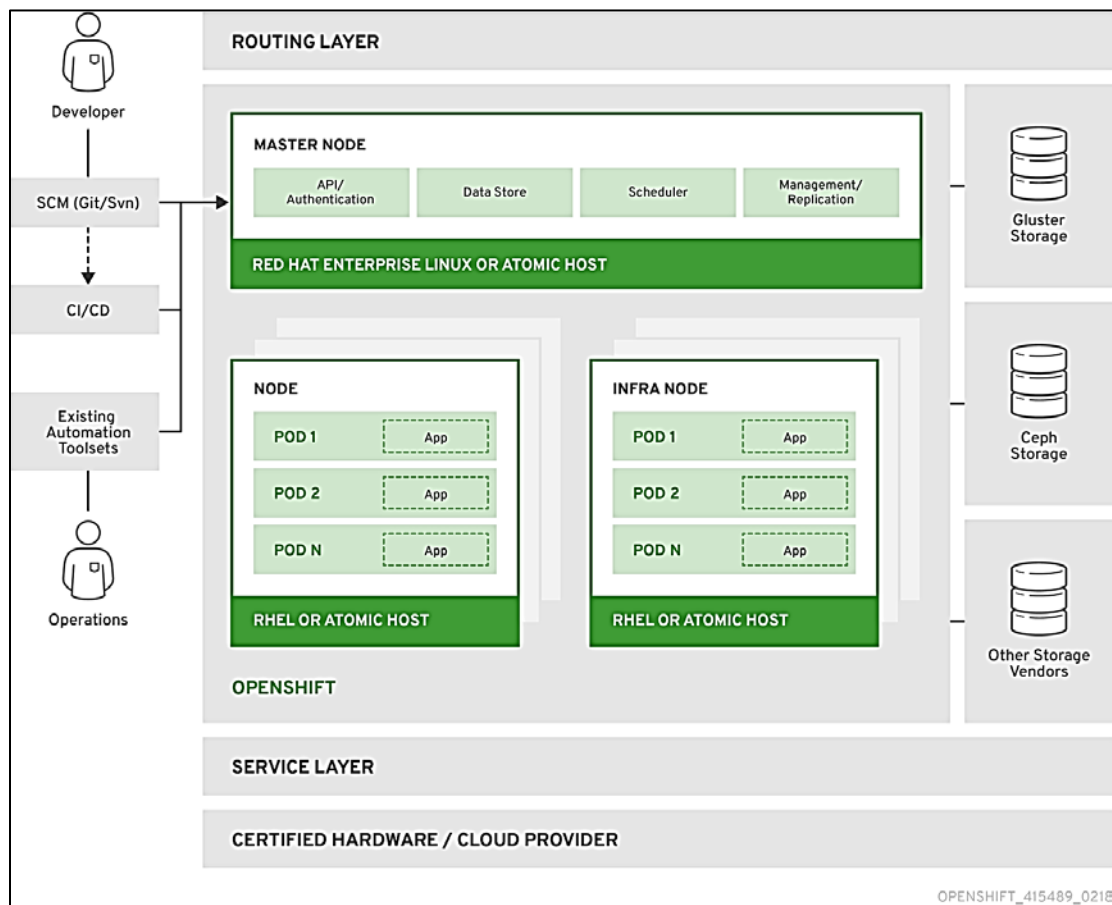 ROUTING LAYER
Developer
SCM (Git/Svn)
CI/CD
Existing
Automation
Toolsets
Operations
MASTER NODE
API/
Authentication
Data Store
Scheduler
Management/
Replication
RED HAT ENTERPRISE LINUX OR ATOMIC HOST
NODE
POD 1 App
POD 2 App
POD N App
RHEL OR ATOMIC HOST
INFRA NODE
POD 1 App
POD 2 App
POD N App
RHEL OR ATOMIC HOST
OPENSHIFT
Gluster
Storage
Ceph
Storage
Other Storage
Vendors
SERVICE LAYER
CERTIFIED HARDWARE / CLOUD PROVIDER
OPENSHIFT_415489_0218